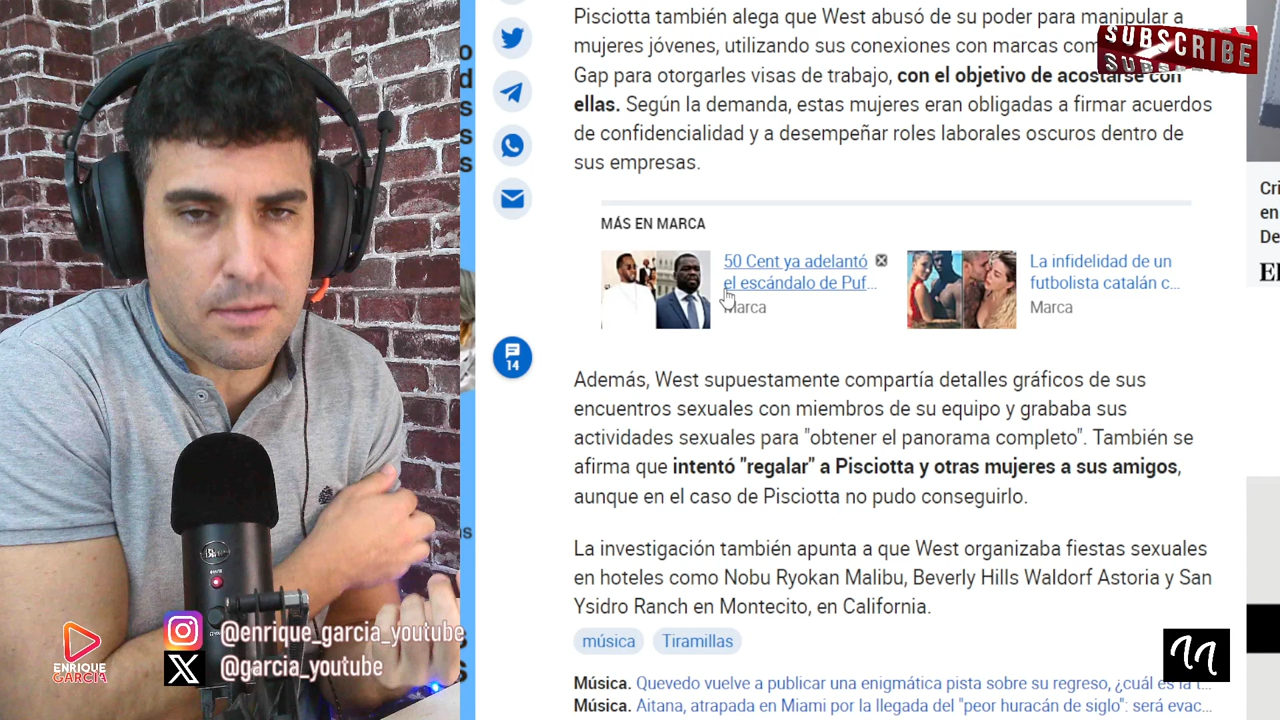 Pisciotta también alega que West abusó de su poder para manipular a
mujeres jóvenes, utilizando sus conexiones con marcas com
SUBSCRIBE
Gap para otorgarles visas de trabajo, con el objetivo de acostarse con
ellas. Según la demanda, estas mujeres eran obligadas a firmar acuerdos
de confidencialidad y a desempeñar roles laborales oscuros dentro de
sus empresas.
MÁS EN MARCA
50 Cent ya adelantó
el escándalo de Puf...
Marca
La infidelidad de un
futbolista catalán c...
Marca
14
Además, West supuestamente compartía detalles gráficos de sus
encuentros sexuales con miembros de su equipo y grababa sus
actividades sexuales para "obtener el panorama completo". También se
afirma que intentó "regalar" a Pisciotta y otras mujeres a sus amigos,
aunque en el caso de Pisciotta no pudo conseguirlo.
La investigación también apunta a que West organizaba fiestas sexuales
en hoteles como Nobu Ryokan Malibu, Beverly Hills Waldorf Astoria y San
Ysidro Ranch en Montecito, en California.
música
Tiramillas
Música. Quevedo vuelve a publicar una enigmática pista sobre su regreso, ¿cuál es la
Música. Aitana, atrapada en Miami por la llegada del "peor huracán de siglo": será evac...
Cri
en
De
El
@enrique_garcia_youtube
@garcia_youtube
ENRIQUE
GARCIA